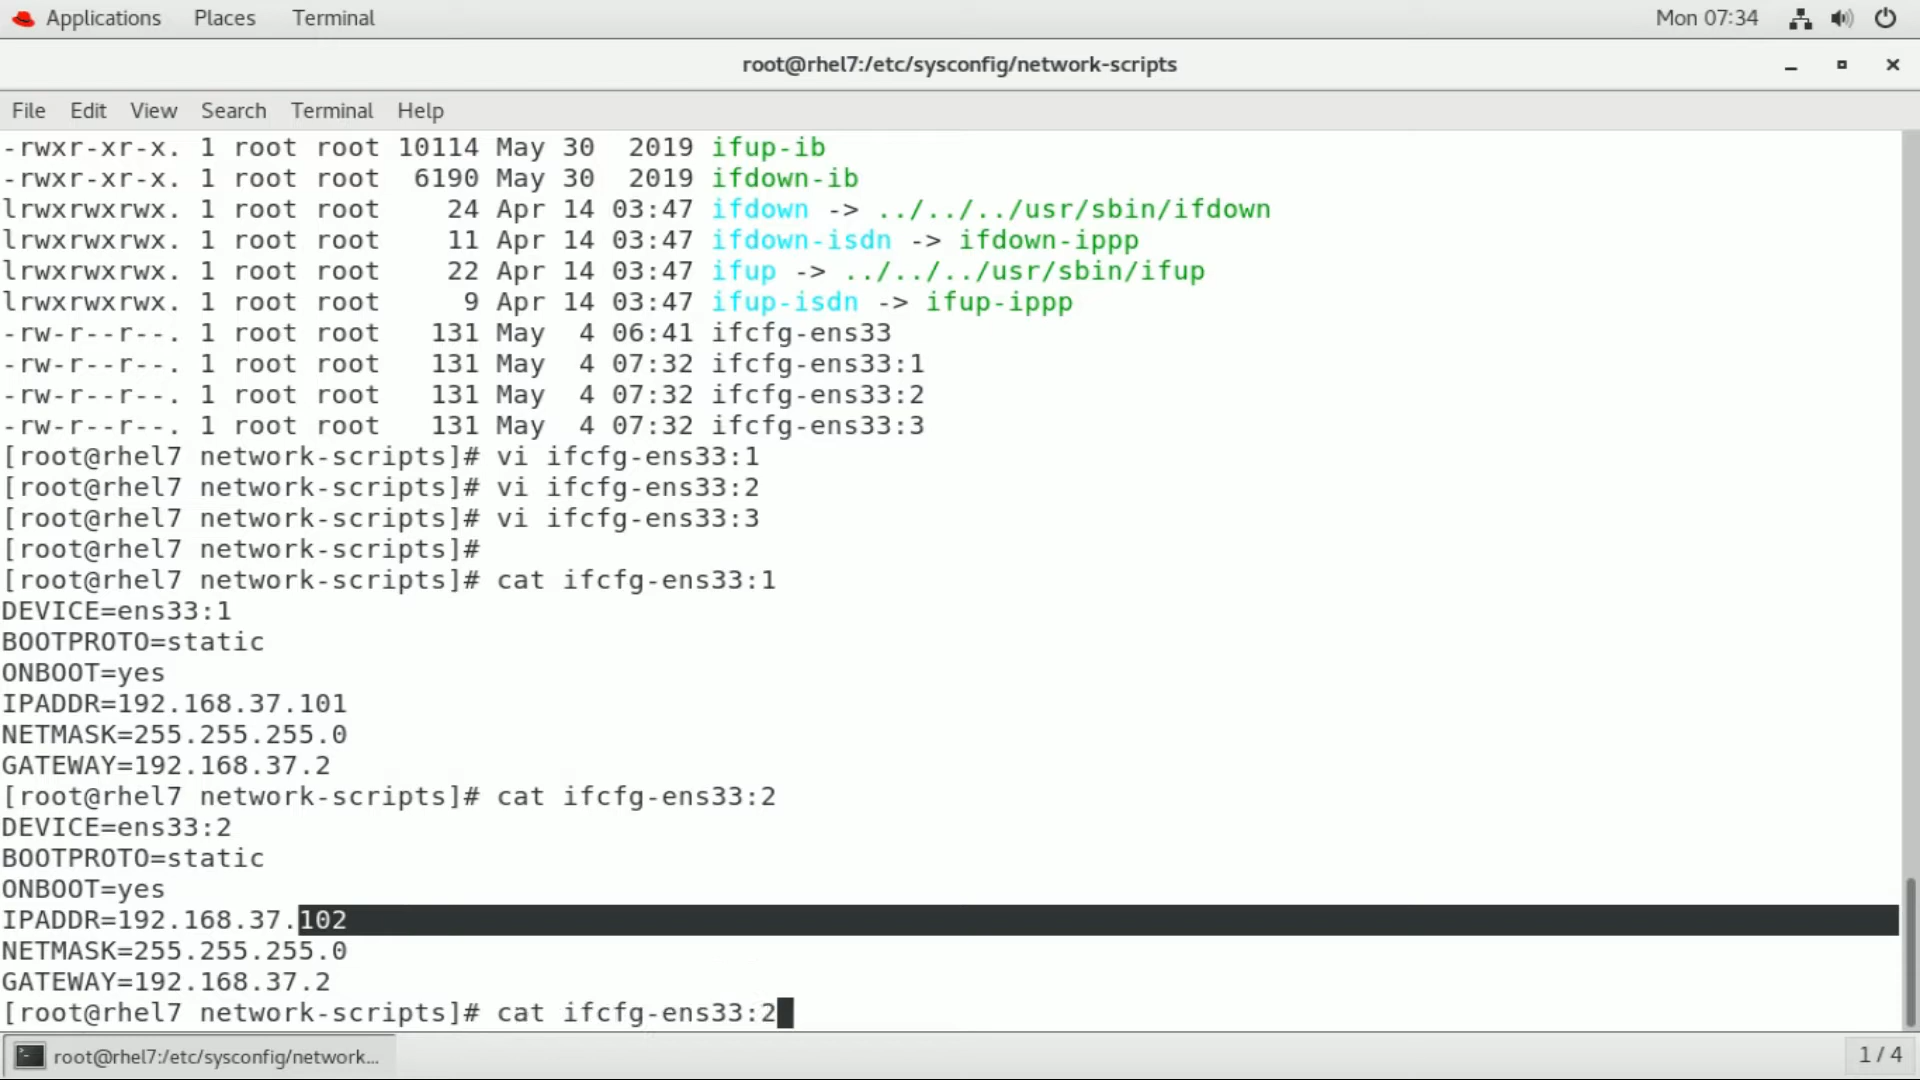 Applications Places Terminal Mon 07:34
root@rhel7:/etc/sysconfig/network-scripts
File Edit View Search Terminal Help
-rwxr-xr-x. 1 root root 10114 May 30  2019 ifup-ib
-rwxr-xr-x. 1 root root  6190 May 30  2019 ifdown-ib
lrwxrwxrwx. 1 root root    24 Apr 14 03:47 ifdown -> ../../../usr/sbin/ifdown
lrwxrwxrwx. 1 root root    11 Apr 14 03:47 ifdown-isdn -> ifdown-ippp
lrwxrwxrwx. 1 root root    22 Apr 14 03:47 ifup -> ../../../usr/sbin/ifup
lrwxrwxrwx. 1 root root     9 Apr 14 03:47 ifup-isdn -> ifup-ippp
-rw-r--r--. 1 root root   131 May  4 06:41 ifcfg-ens33
-rw-r--r--. 1 root root   131 May  4 07:32 ifcfg-ens33:1
-rw-r--r--. 1 root root   131 May  4 07:32 ifcfg-ens33:2
-rw-r--r--. 1 root root   131 May  4 07:32 ifcfg-ens33:3
[root@rhel7 network-scripts]# vi ifcfg-ens33:1
[root@rhel7 network-scripts]# vi ifcfg-ens33:2
[root@rhel7 network-scripts]# vi ifcfg-ens33:3
[root@rhel7 network-scripts]#
[root@rhel7 network-scripts]# cat ifcfg-ens33:1
DEVICE=ens33:1
BOOTPROTO=static
ONBOOT=yes
IPADDR=192.168.37.101
NETMASK=255.255.255.0
GATEWAY=192.168.37.2
[root@rhel7 network-scripts]# cat ifcfg-ens33:2
DEVICE=ens33:2
BOOTPROTO=static
ONBOOT=yes
IPADDR=192.168.37.102
NETMASK=255.255.255.0
GATEWAY=192.168.37.2
[root@rhel7 network-scripts]# cat ifcfg-ens33:2
root@rhel7:/etc/sysconfig/network... 1 / 4